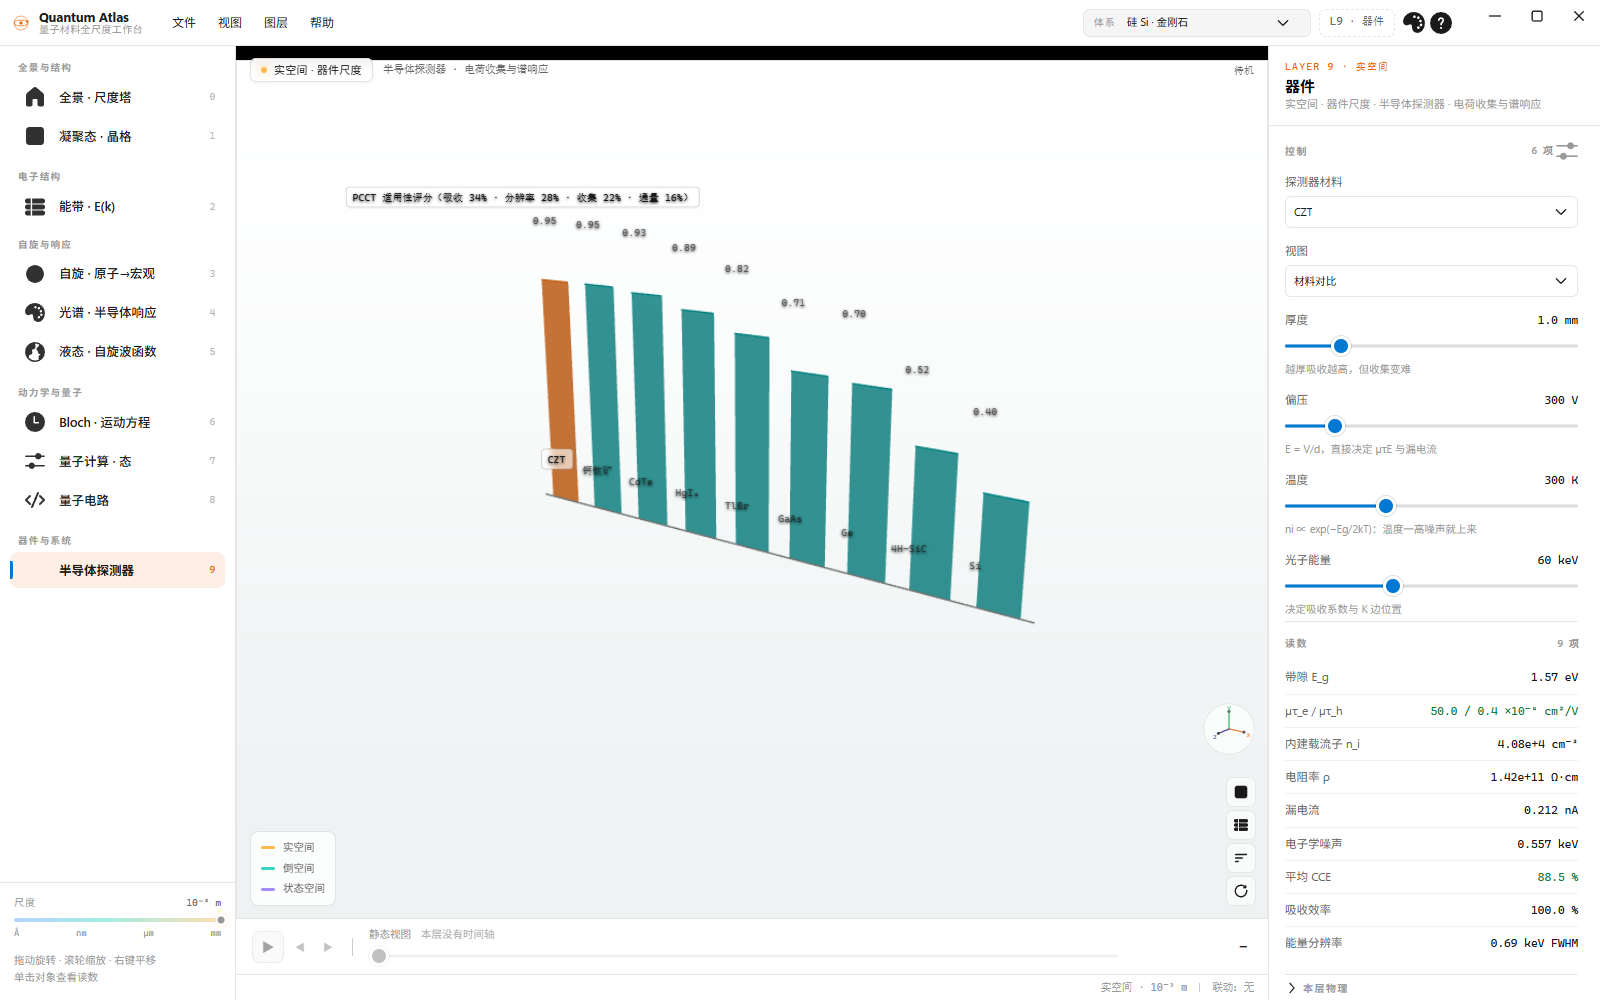 Quantum Atlas
量子材料全尺度工作台
文件
视图
图层
帮助
体系 硅 Si · 金刚石
L9 · 器件
全景与结构
全景 · 尺度塔 0
凝聚态 · 晶格 1
电子结构
能带 · E(k) 2
自旋与响应
自旋 · 原子→宏观 3
光谱 · 半导体响应 4
液态 · 自旋波函数 5
动力学与量子
Bloch · 运动方程 6
量子计算 · 态 7
量子电路 8
器件与系统
半导体探测器 9
尺度 10⁻³ m
Å nm µm mm
拖动旋转 · 滚轮缩放 · 右键平移
单击对象查看读数
实空间 · 器件尺度
半导体探测器 · 电荷收集与谱响应
待机
PCCT 适用性评分 (吸收 34% · 分辨率 28% · 收集 22% · 通量 16%)
0.95
0.95
0.93
0.89
0.82
0.71
0.70
0.52
0.40
CZT
钙钛矿
CdTe
HgI₂
TlBr
GaAs
Ge
4H-SiC
Si
Y
X
Z
实空间
倒空间
状态空间
静态视图 本层没有时间轴
–
实空间 · 10⁻³ m | 联动: 无
LAYER 9 · 实空间
器件
实空间 · 器件尺度 · 半导体探测器 · 电荷收集与谱响应
控制 6 项
探测器材料
CZT
视图
材料对比
厚度 1.0 mm
越厚吸收越高，但收集变难
偏压 300 V
E = V/d，直接决定 µτE 与漏电流
温度 300 K
ni ∝ exp(−Eg/2kT)：温度一高噪声就上来
光子能量 60 keV
决定吸收系数与 K 边位置
读数 9 项
带隙 E_g 1.57 eV
µτ_e / µτ_h 50.0 / 0.4 ×10⁻⁴ cm²/V
内建载流子 n_i 4.08e+4 cm⁻³
电阻率 ρ 1.42e+11 Ω·cm
漏电流 0.212 nA
电子学噪声 0.557 keV
平均 CCE 88.5 %
吸收效率 100.0 %
能量分辨率 0.69 keV FWHM
本层物理